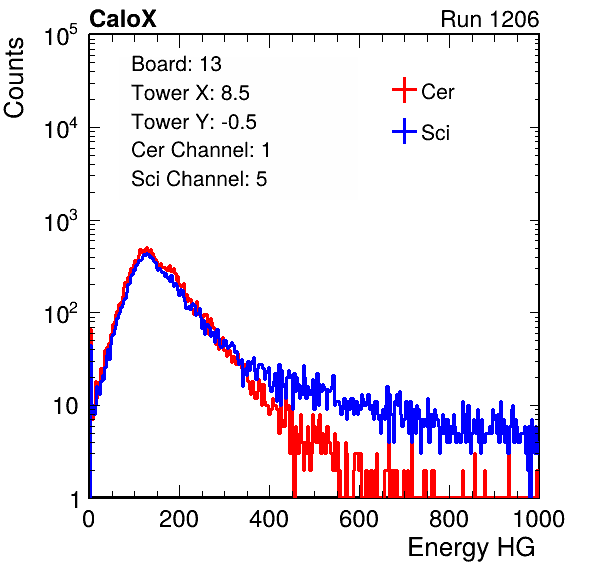 CaloX Run 1206
Counts
10^5
10^4
10^3
10^2
10
1
Board: 13
Tower X: 8.5
Tower Y: -0.5
Cer Channel: 1
Sci Channel: 5
Cer
Sci
0 200 400 600 800 1000
Energy HG